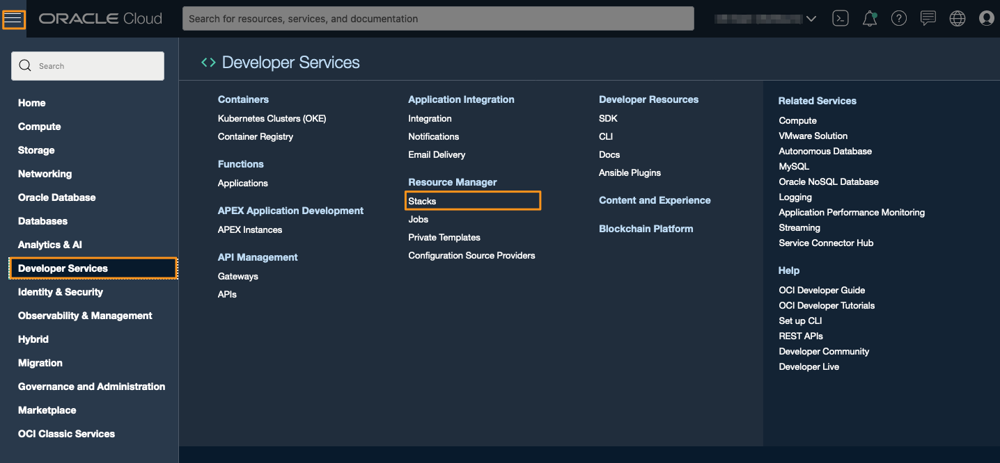 ORACLE Cloud
Search for resources, services, and documentation
Search
Home
Compute
Storage
Networking
Oracle Database
Databases
Analytics & AI
Developer Services
Identity & Security
Observability & Management
Hybrid
Migration
Governance and Administration
Marketplace
OCI Classic Services
Developer Services
Containers
Kubernetes Clusters (OKE)
Container Registry
Functions
Applications
APEX Application Development
APEX Instances
API Management
Gateways
APIs
Application Integration
Integration
Notifications
Email Delivery
Resource Manager
Stacks
Jobs
Private Templates
Configuration Source Providers
Developer Resources
SDK
CLI
Docs
Ansible Plugins
Content and Experience
Blockchain Platform
Related Services
Compute
VMware Solution
Autonomous Database
MySQL
Oracle NoSQL Database
Logging
Application Performance Monitoring
Streaming
Service Connector Hub
Help
OCI Developer Guide
OCI Developer Tutorials
Set up CLI
REST APIs
Developer Community
Developer Live